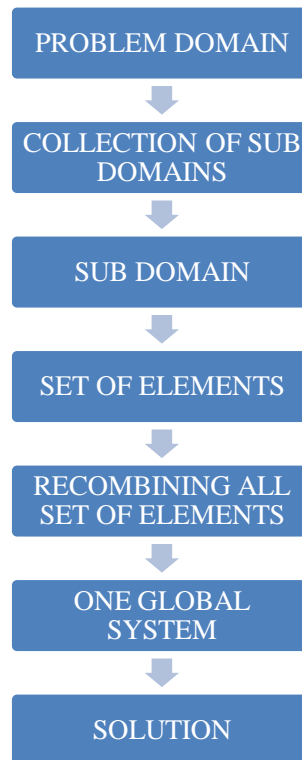 PROBLEM DOMAIN
COLLECTION OF SUB
DOMAINS
SUB DOMAIN
SET OF ELEMENTS
RECOMBINING ALL
SET OF ELEMENTS
ONE GLOBAL
SYSTEM
SOLUTION